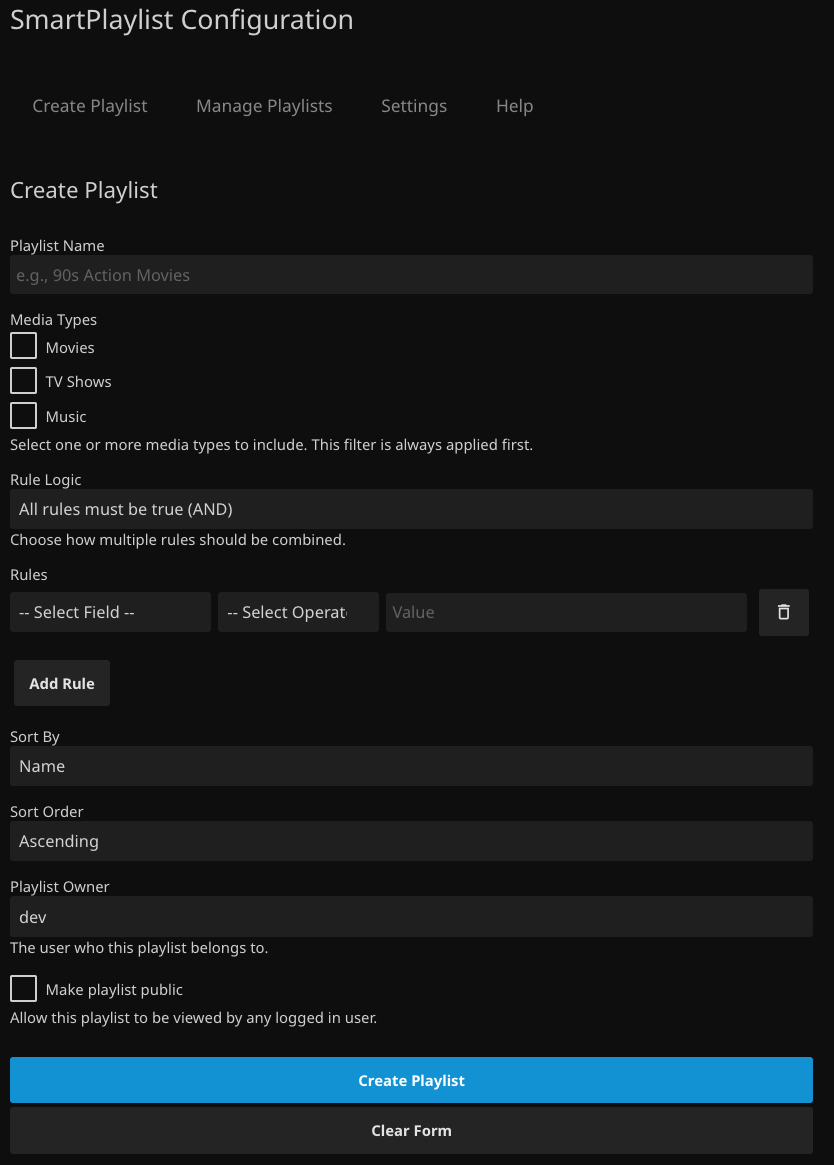 SmartPlaylist Configuration
Create Playlist Manage Playlists Settings Help
Create Playlist
Playlist Name
e.g., 90s Action Movies
Media Types
Movies
TV Shows
Music
Select one or more media types to include. This filter is always applied first.
Rule Logic
All rules must be true (AND)
Choose how multiple rules should be combined.
Rules
-- Select Field -- -- Select Operat Value
Add Rule
Sort By
Name
Sort Order
Ascending
Playlist Owner
dev
The user who this playlist belongs to.
Make playlist public
Allow this playlist to be viewed by any logged in user.
Create Playlist
Clear Form